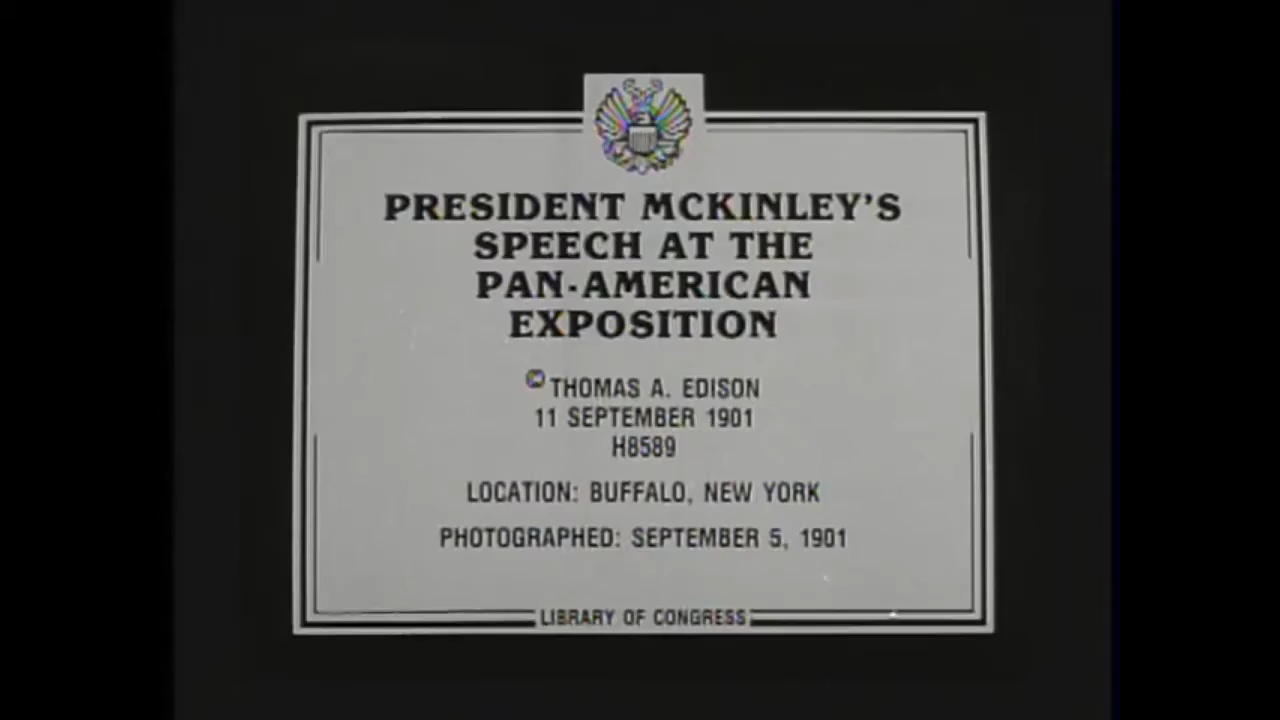 PRESIDENT MCKINLEY'S
SPEECH AT THE
PAN-AMERICAN
EXPOSITION
© THOMAS A. EDISON
11 SEPTEMBER 1901
H8589
LOCATION: BUFFALO, NEW YORK
PHOTOGRAPHED: SEPTEMBER 5, 1901
LIBRARY OF CONGRESS